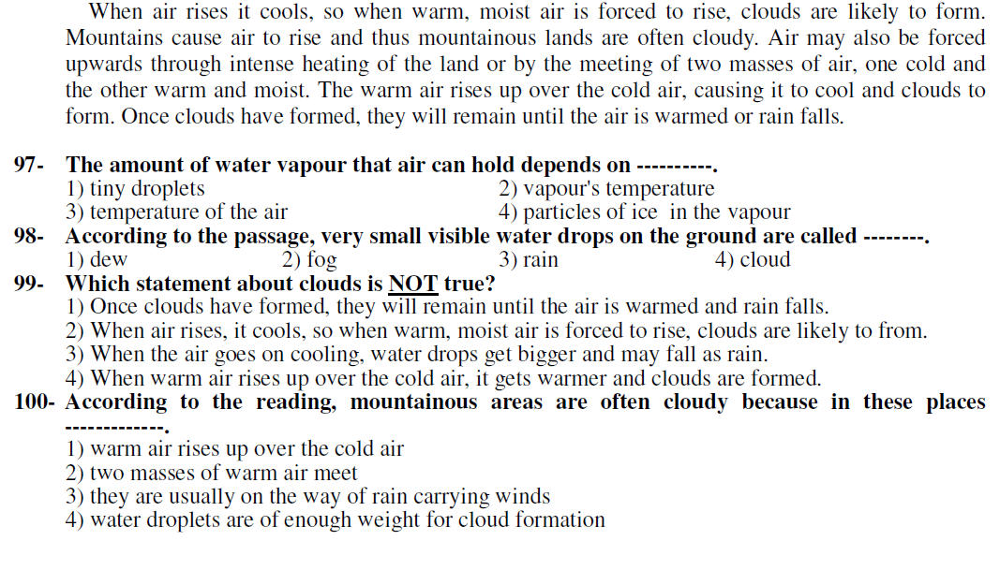 When air rises it cools, so when warm, moist air is forced to rise, clouds are likely to form.
Mountains cause air to rise and thus mountainous lands are often cloudy. Air may also be forced
upwards through intense heating of the land or by the meeting of two masses of air, one cold and
the other warm and moist. The warm air rises up over the cold air, causing it to cool and clouds to
form. Once clouds have formed, they will remain until the air is warmed or rain falls.
97- The amount of water vapour that air can hold depends on ----------.
1) tiny droplets 2) vapour's temperature
3) temperature of the air 4) particles of ice in the vapour
98- According to the passage, very small visible water drops on the ground are called --------.
1) dew 2) fog 3) rain 4) cloud
99- Which statement about clouds is NOT true?
1) Once clouds have formed, they will remain until the air is warmed and rain falls.
2) When air rises, it cools, so when warm, moist air is forced to rise, clouds are likely to from.
3) When the air goes on cooling, water drops get bigger and may fall as rain.
4) When warm air rises up over the cold air, it gets warmer and clouds are formed.
100- According to the reading, mountainous areas are often cloudy because in these places
-------------.
1) warm air rises up over the cold air
2) two masses of warm air meet
3) they are usually on the way of rain carrying winds
4) water droplets are of enough weight for cloud formation